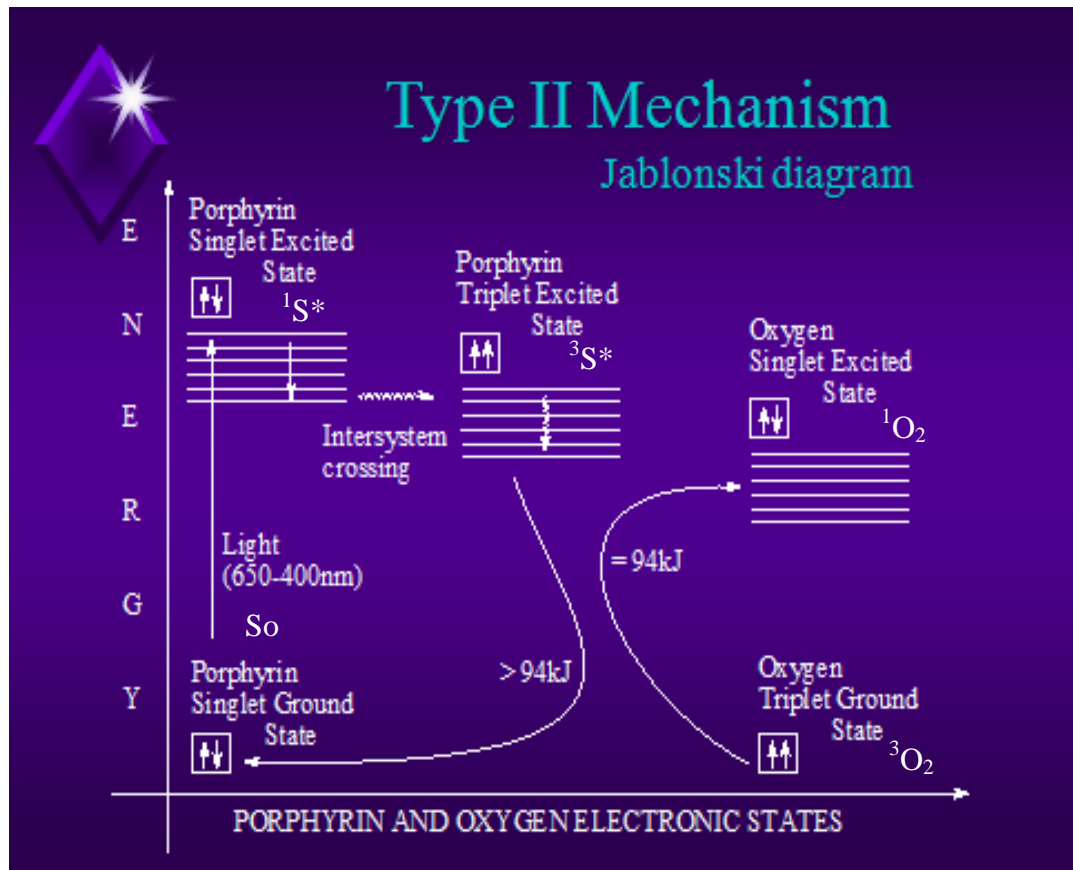 Type II Mechanism
Jablonski diagram
E
N
E
R
G
Y
Porphyrin
Singlet Excited
State
¹S*
Porphyrin
Triplet Excited
State
³S*
Oxygen
Singlet Excited
State
¹O₂
Intersystem
crossing
Light
(650-400nm)
So
=94kJ
>94kJ
Porphyrin
Singlet Ground
State
Oxygen
Triplet Ground
State
³O₂
PORPHYRIN AND OXYGEN ELECTRONIC STATES